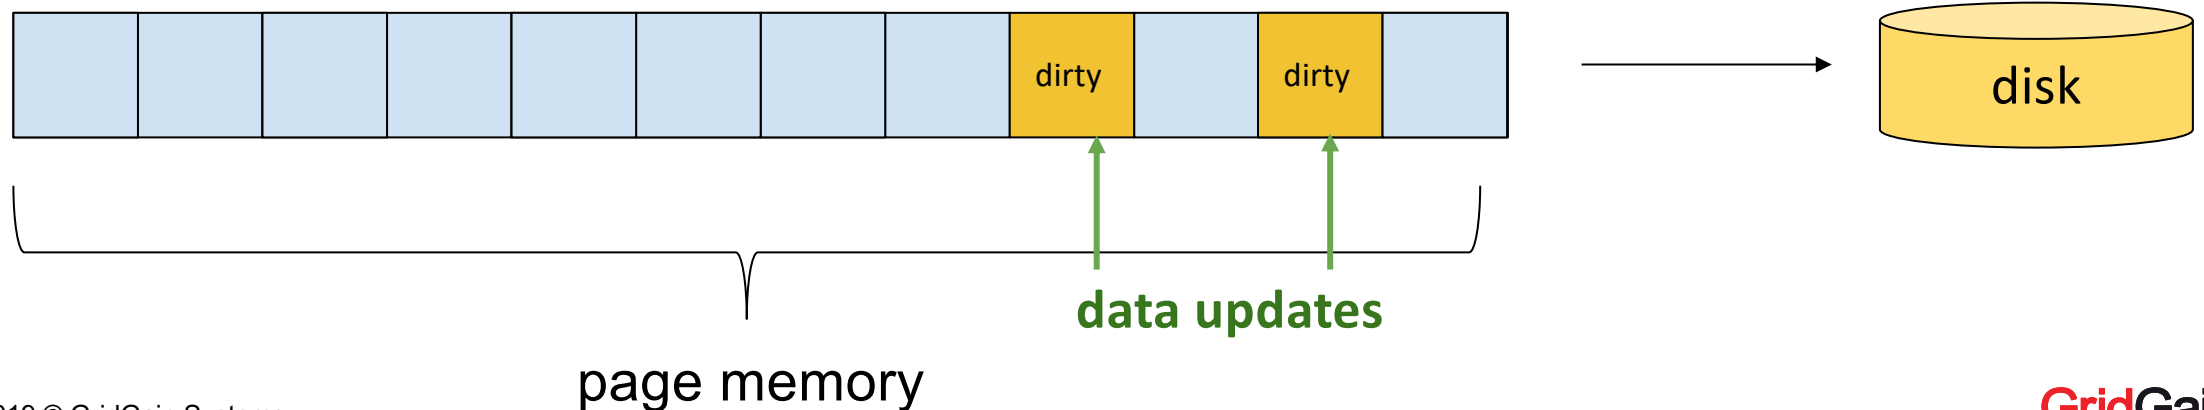 dirty
dirty
disk
data updates
page memory